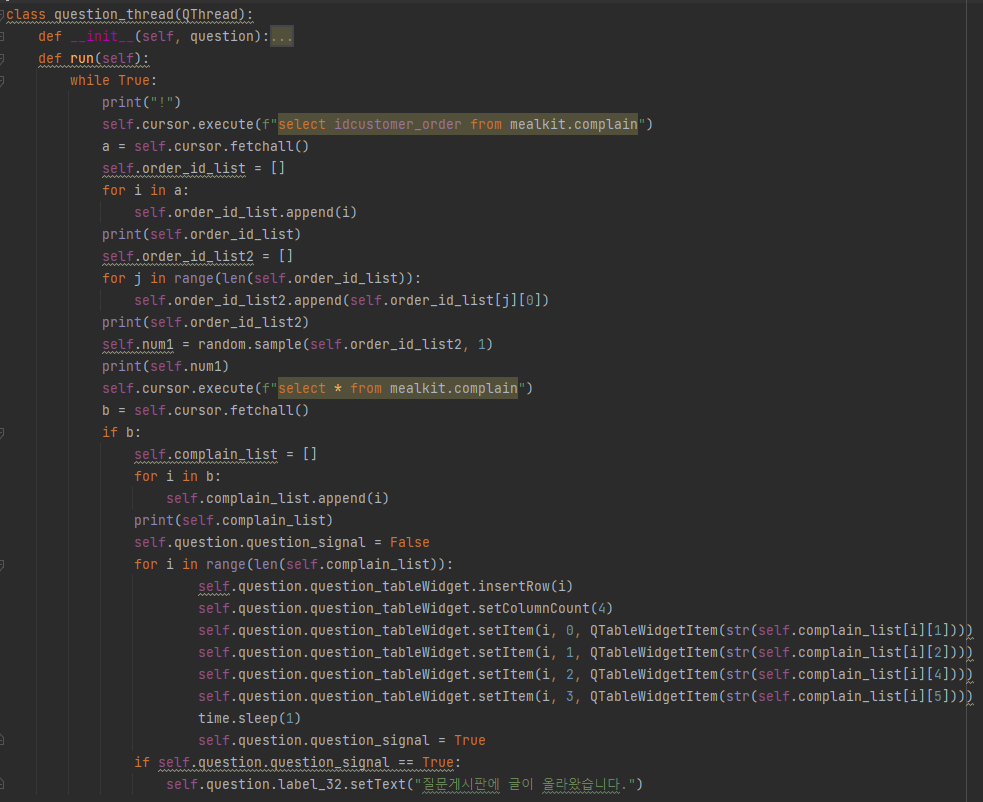 class question_thread(QThread):
    def __init__(self, question):...
    def run(self):
        while True:
            print("!")
            self.cursor.execute(f"select idcustomer_order from mealkit.complain")
            a = self.cursor.fetchall()
            self.order_id_list = []
            for i in a:
                self.order_id_list.append(i)
            print(self.order_id_list)
            self.order_id_list2 = []
            for j in range(len(self.order_id_list)):
                self.order_id_list2.append(self.order_id_list[j][0])
            print(self.order_id_list2)
            self.num1 = random.sample(self.order_id_list2, 1)
            print(self.num1)
            self.cursor.execute(f"select * from mealkit.complain")
            b = self.cursor.fetchall()
            if b:
                self.complain_list = []
                for i in b:
                    self.complain_list.append(i)
                print(self.complain_list)
                self.question.question_signal = False
                for i in range(len(self.complain_list)):
                        self.question.question_tableWidget.insertRow(i)
                        self.question.question_tableWidget.setColumnCount(4)
                        self.question.question_tableWidget.setItem(i, 0, QTableWidgetItem(str(self.complain_list[i][1])))
                        self.question.question_tableWidget.setItem(i, 1, QTableWidgetItem(str(self.complain_list[i][2])))
                        self.question.question_tableWidget.setItem(i, 2, QTableWidgetItem(str(self.complain_list[i][4])))
                        self.question.question_tableWidget.setItem(i, 3, QTableWidgetItem(str(self.complain_list[i][5])))
                        time.sleep(1)
                        self.question.question_signal = True
                if self.question.question_signal == True:
                    self.question.label_32.setText("질문게시판에 글이 올라왔습니다.")